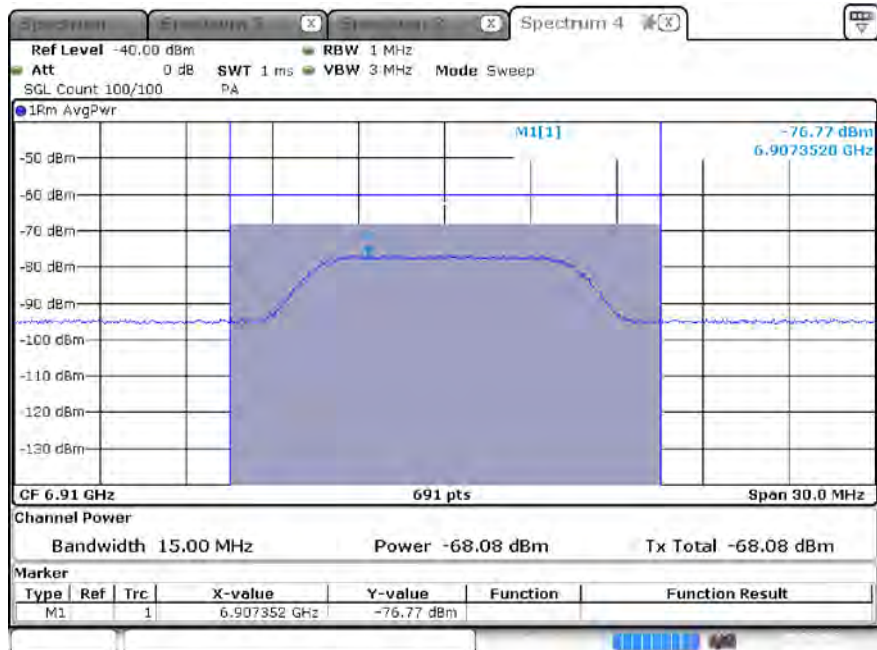 Spectrum Spectrum 3 X Spectrum 2 X Spectrum 4 X
Ref Level -40.00 dBm RBW 1 MHz
Att 0 dB SWT 1 ms VBW 3 MHz Mode Sweep
SGL Count 100/100 PA
1Rm AvgPwr
M1[1] -76.77 dBm
6.9073520 GHz
-50 dBm
-60 dBm
-70 dBm
-80 dBm
-90 dBm
-100 dBm
-110 dBm
-120 dBm
-130 dBm
CF 6.91 GHz 691 pts Span 30.0 MHz
Channel Power
Bandwidth 15.00 MHz Power -68.08 dBm Tx Total -68.08 dBm
Marker
Type Ref Trc X-value Y-value Function Function Result
M1 1 6.907352 GHz -76.77 dBm